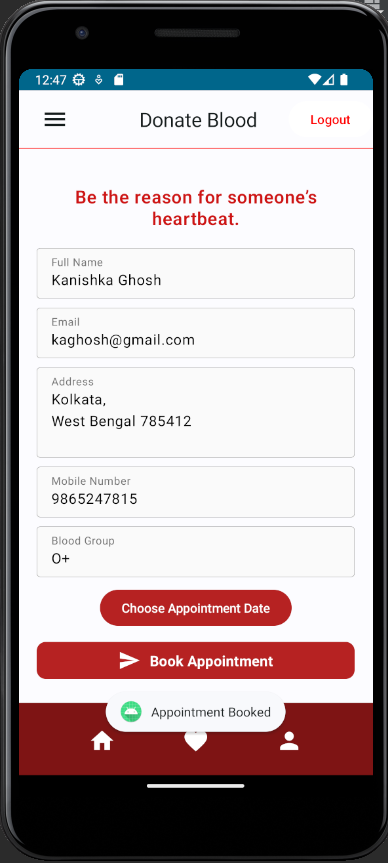 12:47
Donate Blood
Logout
Be the reason for someone's
heartbeat.
Full Name
Kanishka Ghosh
Email
kaghosh@gmail.com
Address
Kolkata,
West Bengal 785412
Mobile Number
9865247815
Blood Group
O+
Choose Appointment Date
Book Appointment
Appointment Booked